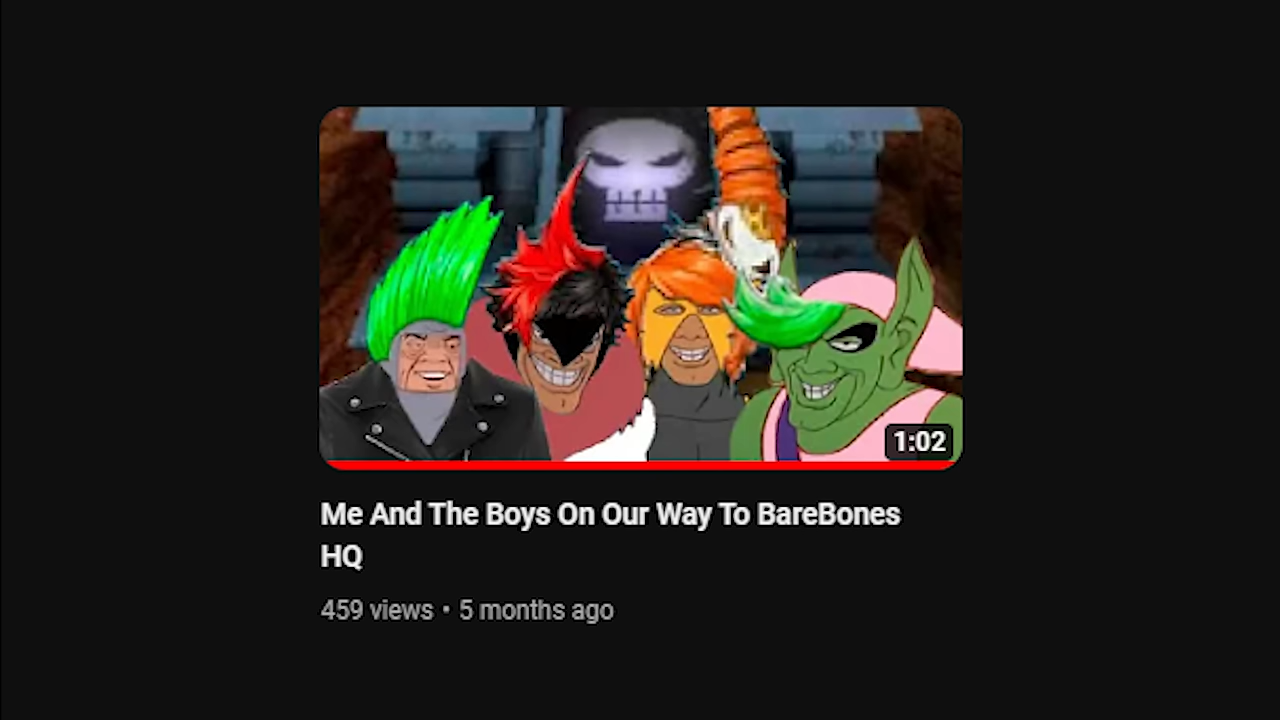 1:02
Me And The Boys On Our Way To BareBones
HQ
459 views • 5 months ago